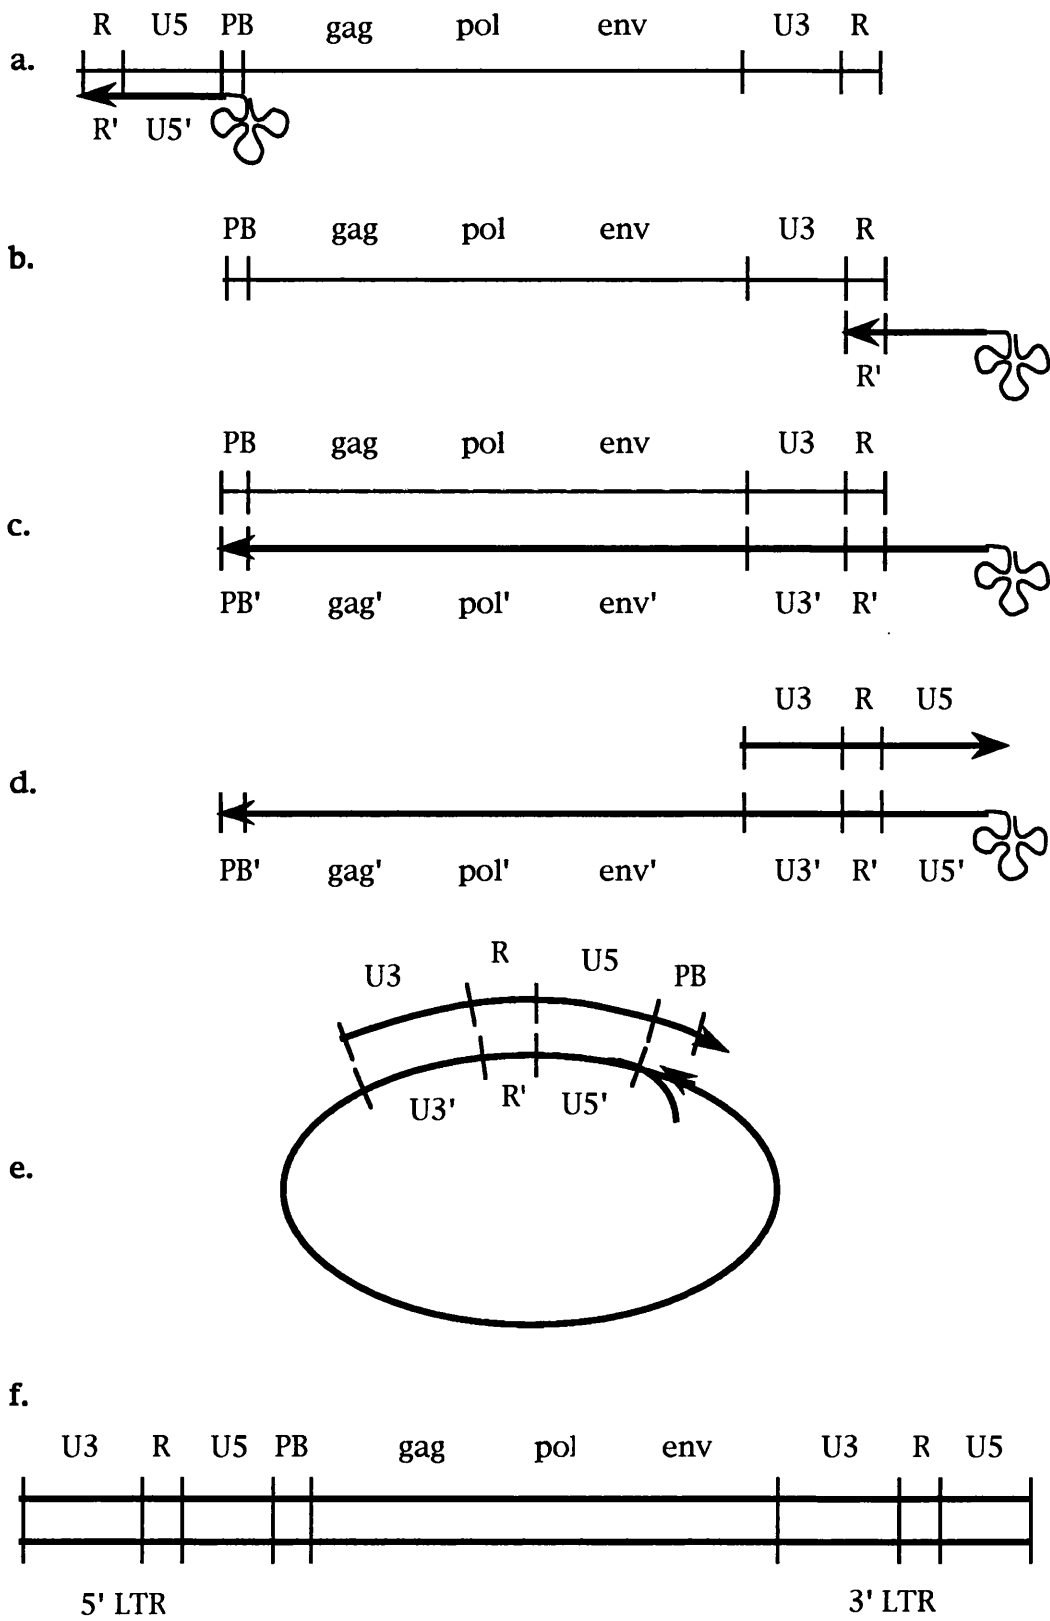 R U5 PB gag pol env U3 R
a.
R' U5'
PB gag pol env U3 R
b.
R'
PB gag pol env U3 R
c.
PB' gag' pol' env' U3' R'
U3 R U5
d.
PB' gag' pol' env' U3' R' U5'
U3 R U5 PB
U3' R' U5'
e.
f.
U3 R U5 PB gag pol env U3 R U5
5' LTR 3' LTR